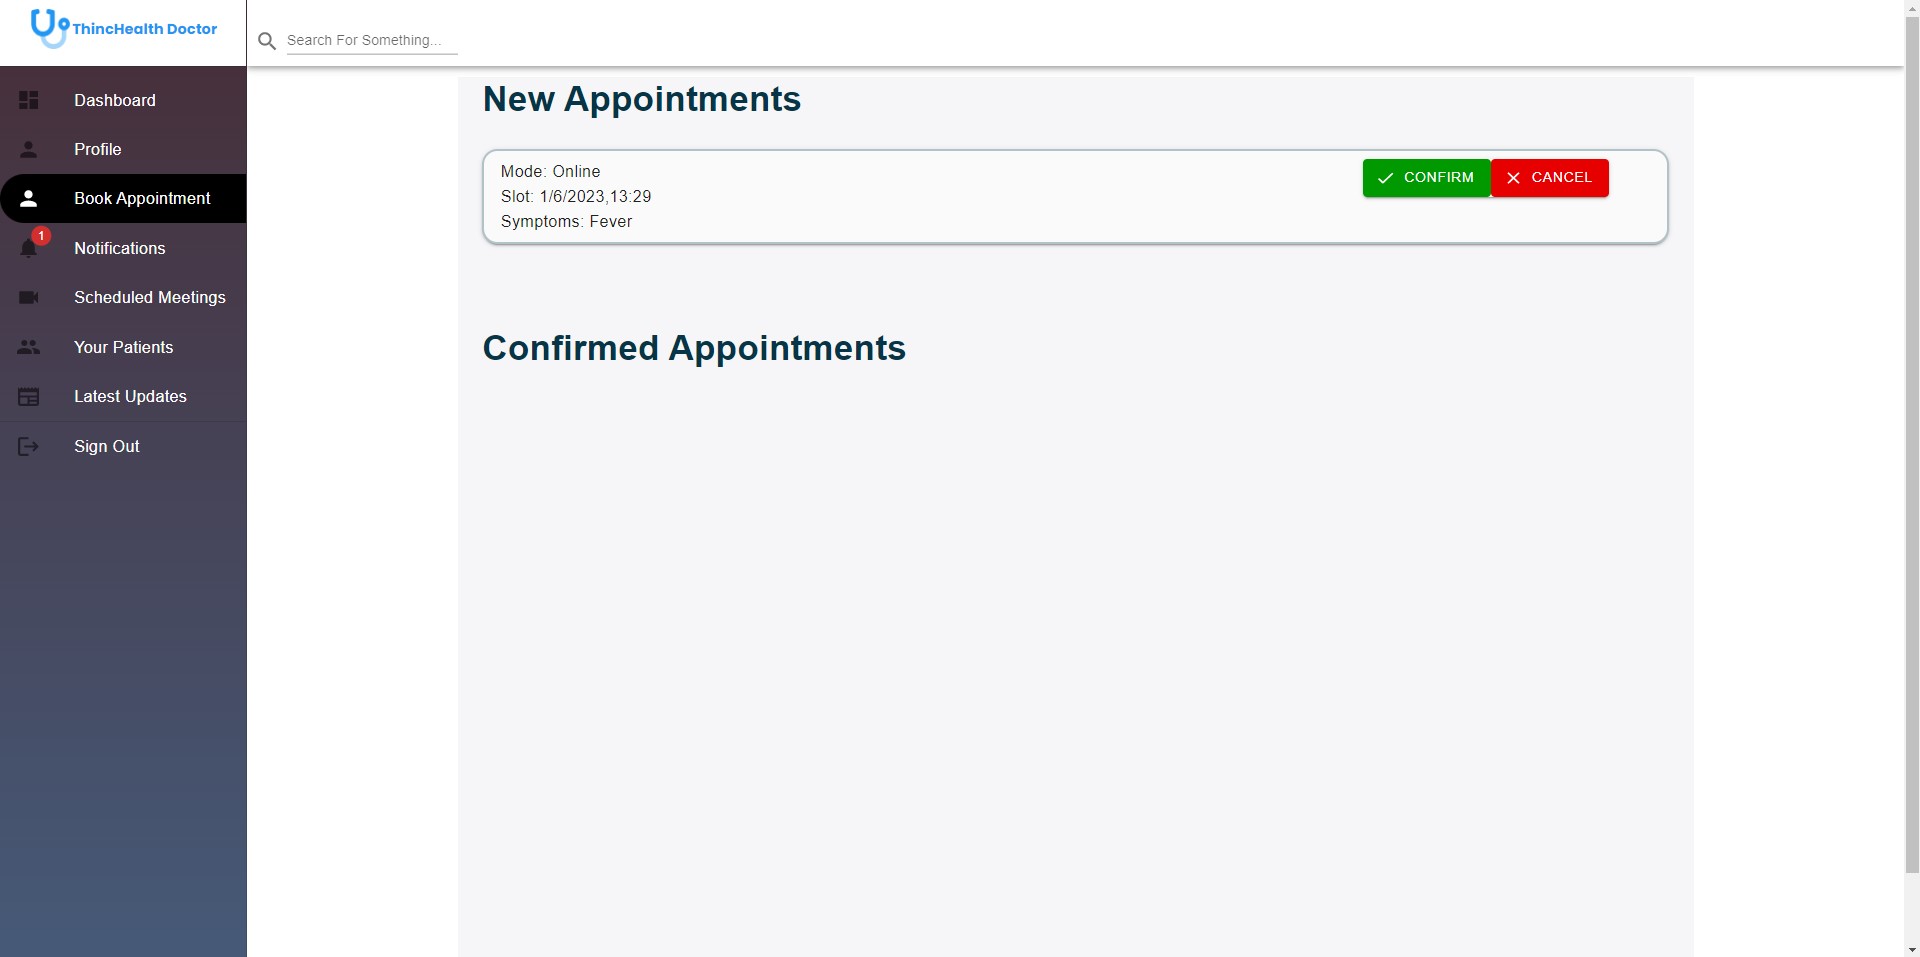 ThincHealth Doctor
Search For Something...
Dashboard
Profile
Book Appointment
1
Notifications
Scheduled Meetings
Your Patients
Latest Updates
Sign Out
New Appointments
Mode: Online
CONFIRM
CANCEL
Slot: 1/6/2023,13:29
Symptoms: Fever
Confirmed Appointments